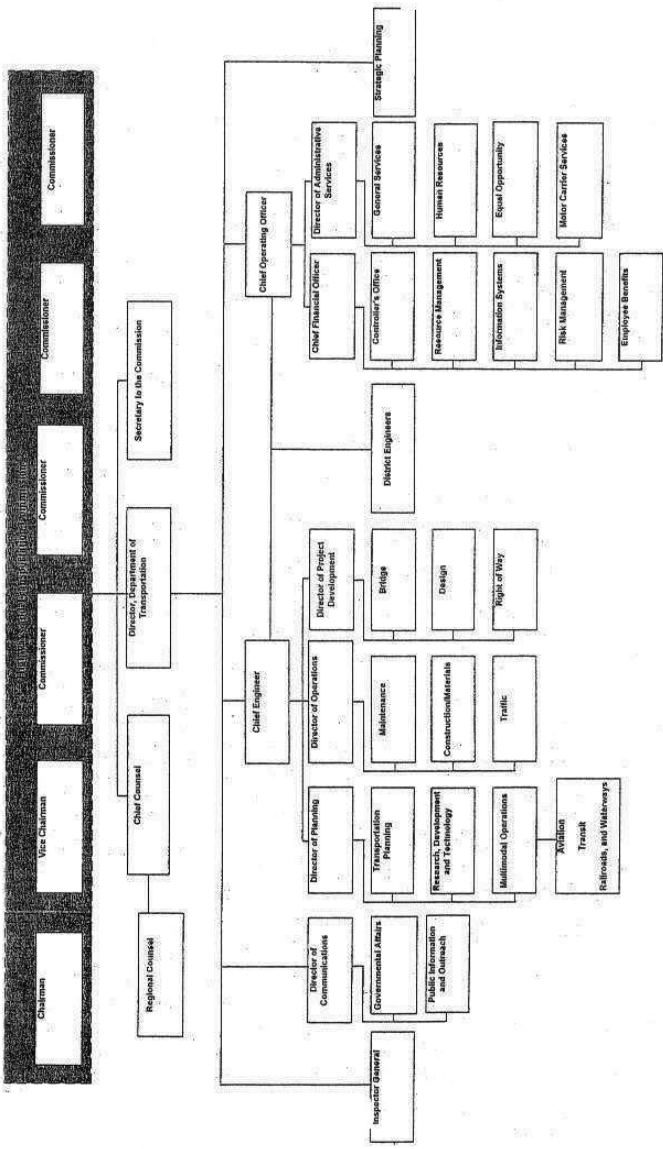 Chairman
Vice Chairman
Commissioner
Commissioner
Commissioner
Commissioner
Regional Counsel
Chief Counsel
Director, Department of
Transportation
Secretary to the Commission
Inspector General
Director of
Communications
Governmental Affairs
Public Information
and Outreach
Chief Engineer
Director of Planning
Transportation
Planning
Research, Development
and Technology
Multimodal Operations
Aviation
Transit
Railroads, and Waterways
Director of Operations
Maintenance
Construction/Materials
Traffic
Director of Project
Development
Bridge
Design
Right of Way
District Engineers
Chief Operating Officer
Chief Financial Officer
Controller's Office
Resource Management
Information Systems
Risk Management
Employee Benefits
Director of Administrative
Services
General Services
Human Resources
Equal Opportunity
Motor Carrier Services
Strategic Planning